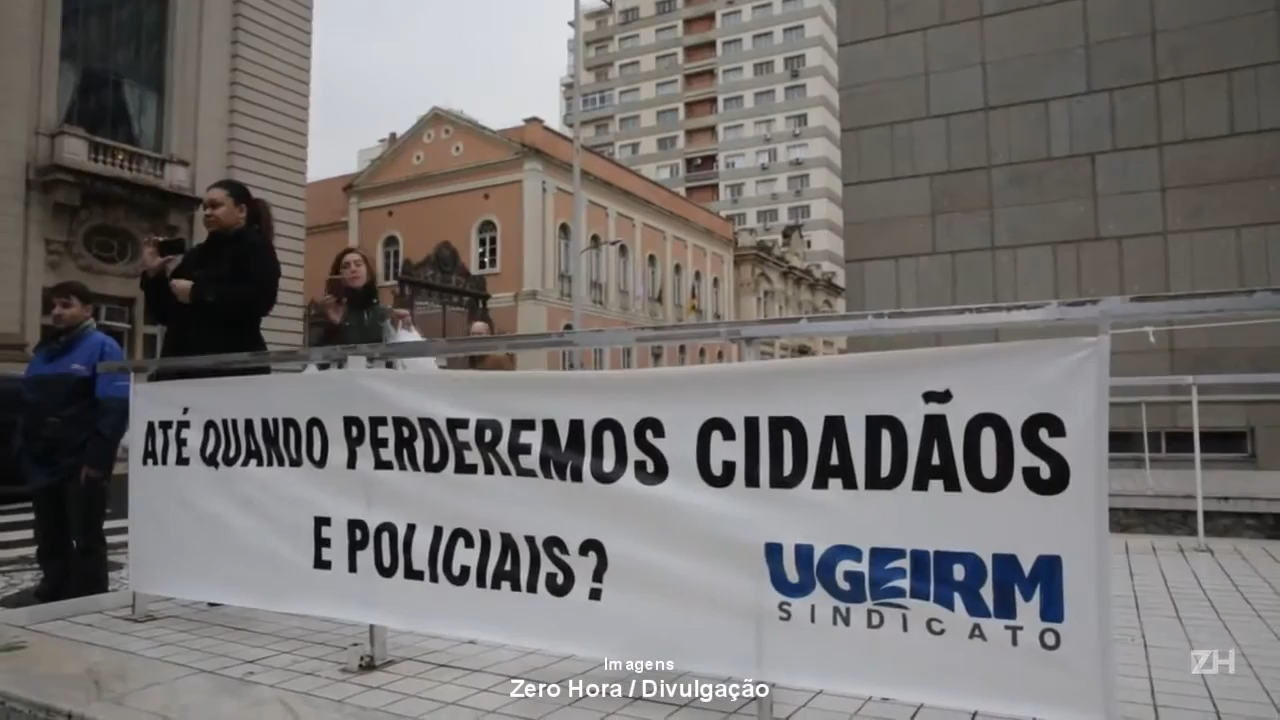 ATÉ QUANDO PERDEREMOS CIDADÃOS
E POLICIAIS?
UGEIRM
SINDICATO
Imagens
Zero Hora / Divulgação
ZH